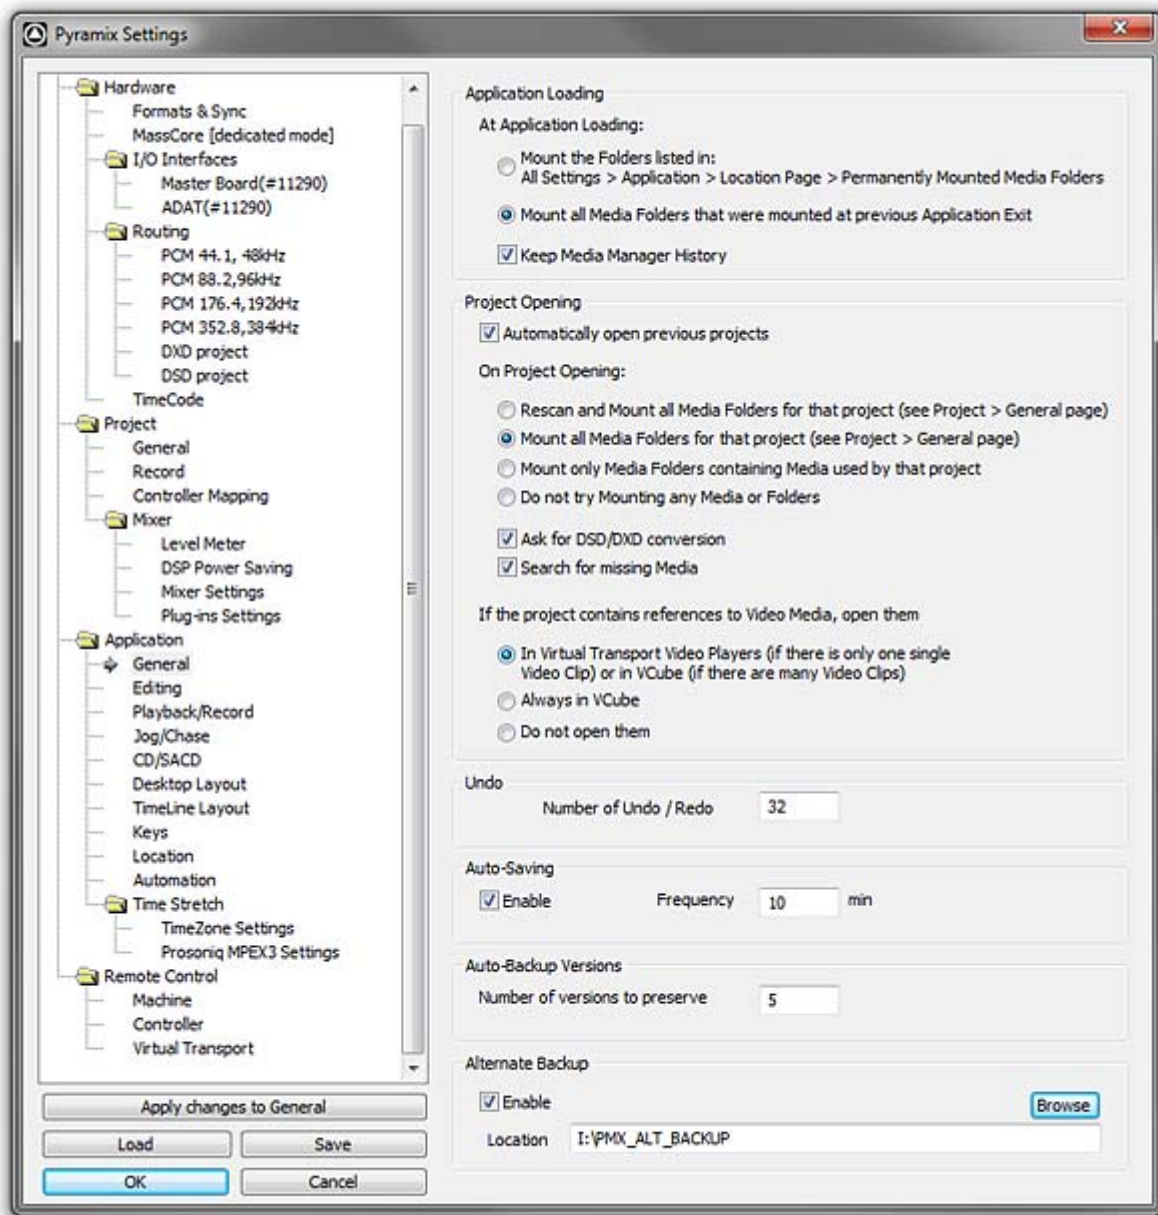 Pyramix Settings
Hardware
Formats & Sync
MassCore [dedicated mode]
I/O Interfaces
Master Board(#11290)
ADAT(#11290)
Routing
PCM 44.1, 48kHz
PCM 88.2,96kHz
PCM 176.4,192kHz
PCM 352.8,384kHz
DXD project
DSD project
TimeCode
Project
General
Record
Controller Mapping
Mixer
Level Meter
DSP Power Saving
Mixer Settings
Plug-ins Settings
Application
General
Editing
Playback/Record
Jog/Chase
CD/SACD
Desktop Layout
TimeLine Layout
Keys
Location
Automation
Time Stretch
TimeZone Settings
Prosoniq MPEX3 Settings
Remote Control
Machine
Controller
Virtual Transport
Apply changes to General
Load
Save
OK
Cancel
Application Loading
At Application Loading:
Mount the Folders listed in:
All Settings > Application > Location Page > Permanently Mounted Media Folders
Mount all Media Folders that were mounted at previous Application Exit
Keep Media Manager History
Project Opening
Automatically open previous projects
On Project Opening:
Rescan and Mount all Media Folders for that project (see Project > General page)
Mount all Media Folders for that project (see Project > General page)
Mount only Media Folders containing Media used by that project
Do not try Mounting any Media or Folders
Ask for DSD/DXD conversion
Search for missing Media
If the project contains references to Video Media, open them
In Virtual Transport Video Players (if there is only one single
Video Clip) or in VCube (if there are many Video Clips)
Always in VCube
Do not open them
Undo
Number of Undo / Redo 32
Auto-Saving
Enable Frequency 10 min
Auto-Backup Versions
Number of versions to preserve 5
Alternate Backup
Enable Browse
Location I:\PMX_ALT_BACKUP